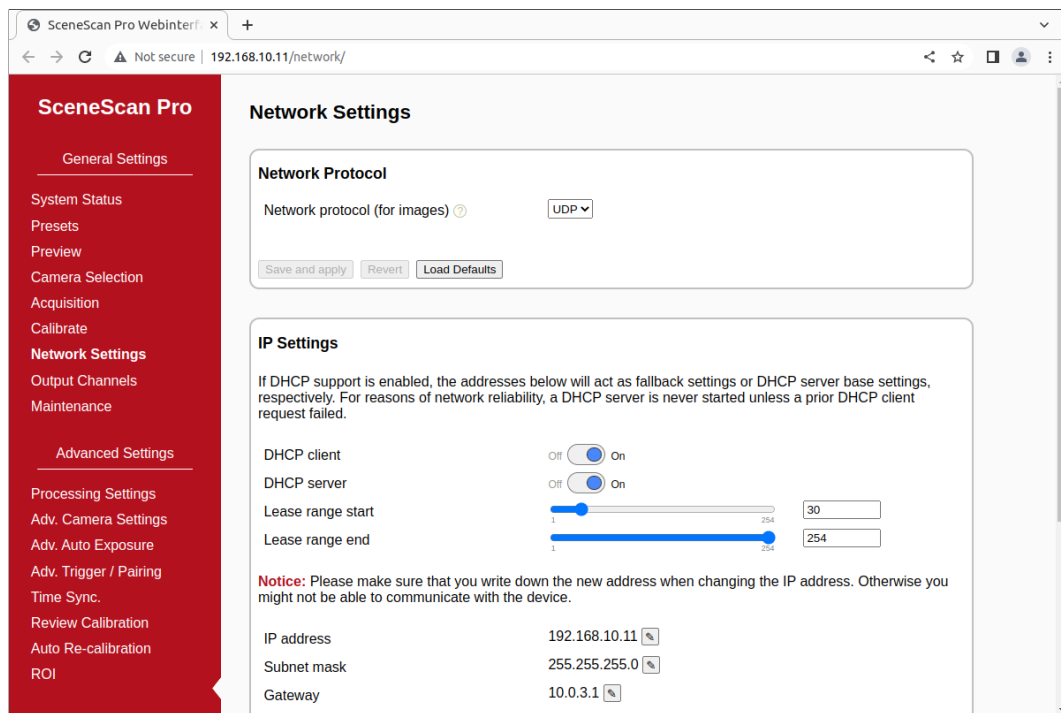 SceneScan Pro Webinterf
Not secure
192.168.10.11/network/
SceneScan Pro
General Settings
System Status
Presets
Preview
Camera Selection
Acquisition
Calibrate
Network Settings
Output Channels
Maintenance
Advanced Settings
Processing Settings
Adv. Camera Settings
Adv. Auto Exposure
Adv. Trigger / Pairing
Time Sync.
Review Calibration
Auto Re-calibration
ROI
Network Settings
Network Protocol
Network protocol (for images) ?
UDP
Save and apply
Revert
Load Defaults
IP Settings
If DHCP support is enabled, the addresses below will act as fallback settings or DHCP server base settings,
respectively. For reasons of network reliability, a DHCP server is never started unless a prior DHCP client
request failed.
DHCP client
Off On
DHCP server
Off On
Lease range start
1 254
30
Lease range end
1 254
254
Notice: Please make sure that you write down the new address when changing the IP address. Otherwise you
might not be able to communicate with the device.
IP address
192.168.10.11
Subnet mask
255.255.255.0
Gateway
10.0.3.1